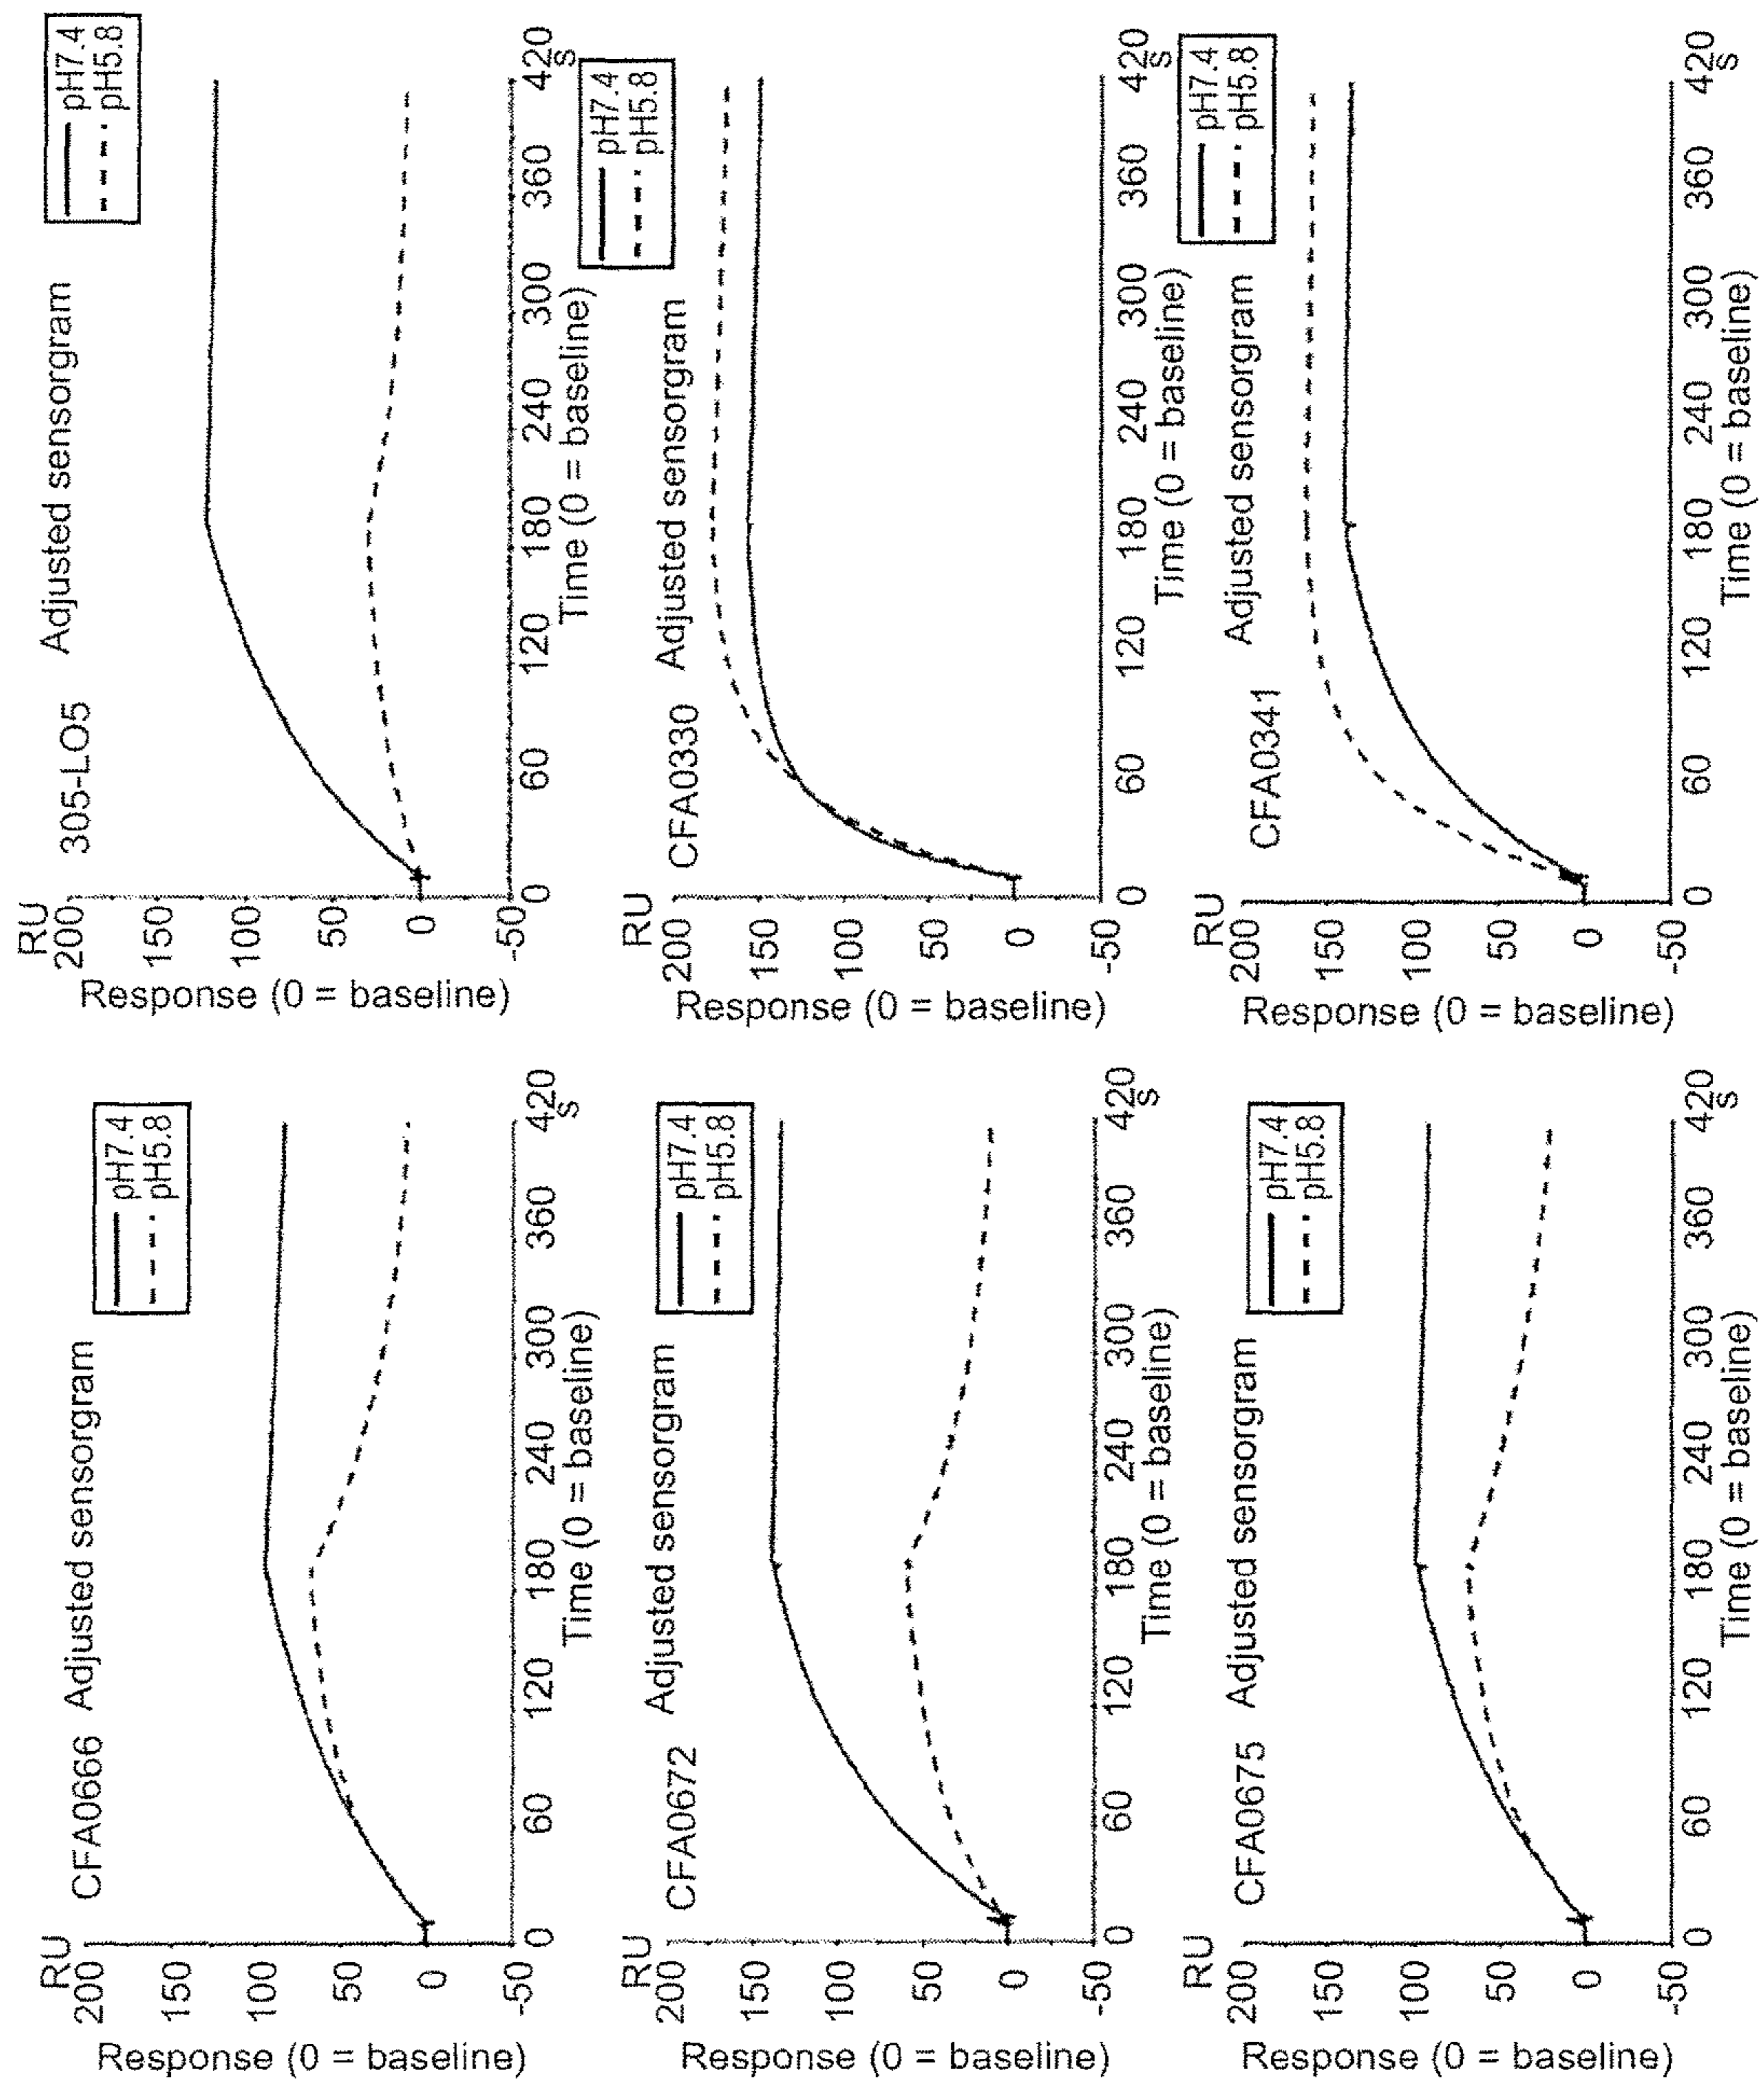 CFA0666 Adjusted sensorgram
pH7.4
pH5.8
RU
200
150
100
50
0
-50
Response (0 = baseline)
0 60 120 180 240 300 360 420
s
Time (0 = baseline)
305-LO5 Adjusted sensorgram
pH7.4
pH5.8
RU
200
150
100
50
0
-50
Response (0 = baseline)
0 60 120 180 240 300 360 420
s
Time (0 = baseline)
CFA0672 Adjusted sensorgram
pH7.4
pH5.8
RU
200
150
100
50
0
-50
Response (0 = baseline)
0 60 120 180 240 300 360 420
s
Time (0 = baseline)
CFA0330 Adjusted sensorgram
pH7.4
pH5.8
RU
200
150
100
50
0
-50
Response (0 = baseline)
0 60 120 180 240 300 360 420
s
Time (0 = baseline)
CFA0675 Adjusted sensorgram
pH7.4
pH5.8
RU
200
150
100
50
0
-50
Response (0 = baseline)
0 60 120 180 240 300 360 420
s
Time (0 = baseline)
CFA0341 Adjusted sensorgram
pH7.4
pH5.8
RU
200
150
100
50
0
-50
Response (0 = baseline)
0 60 120 180 240 300 360 420
s
Time (0 = baseline)